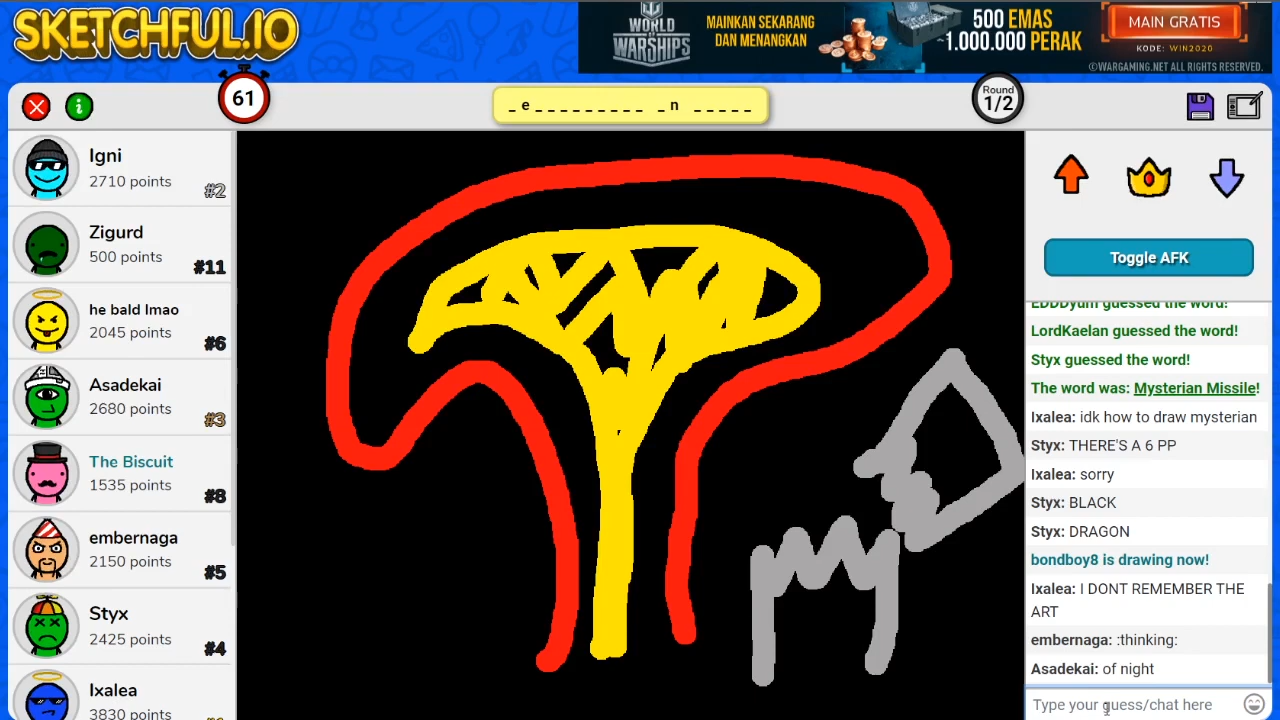 SKETCHFUL.IO
WORLD OF WARSHIPS
MAINKAN SEKARANG
DAN MENANGKAN
500 EMAS
~1.000.000 PERAK
MAIN GRATIS
KODE: WIN2020
©WARGAMING.NET ALL RIGHTS RESERVED.
61
_ e _ _ _ _ _ _ _ _ _ _ n _ _ _ _ _
Round
1/2
Igni
2710 points
#2
Zigurd
500 points
#11
he bald lmao
2045 points
#6
Asadekai
2680 points
#3
The Biscuit
1535 points
#8
embernaga
2150 points
#5
Styx
2425 points
#4
Ixalea
3830 points
Toggle AFK
EDDDyum guessed the word!
LordKaelan guessed the word!
Styx guessed the word!
The word was: Mysterian Missile!
Ixalea: idk how to draw mysterian
Styx: THERE'S A 6 PP
Ixalea: sorry
Styx: BLACK
Styx: DRAGON
bondboy8 is drawing now!
Ixalea: I DONT REMEMBER THE
ART
embernaga: :thinking:
Asadekai: of night
Type your guess/chat here